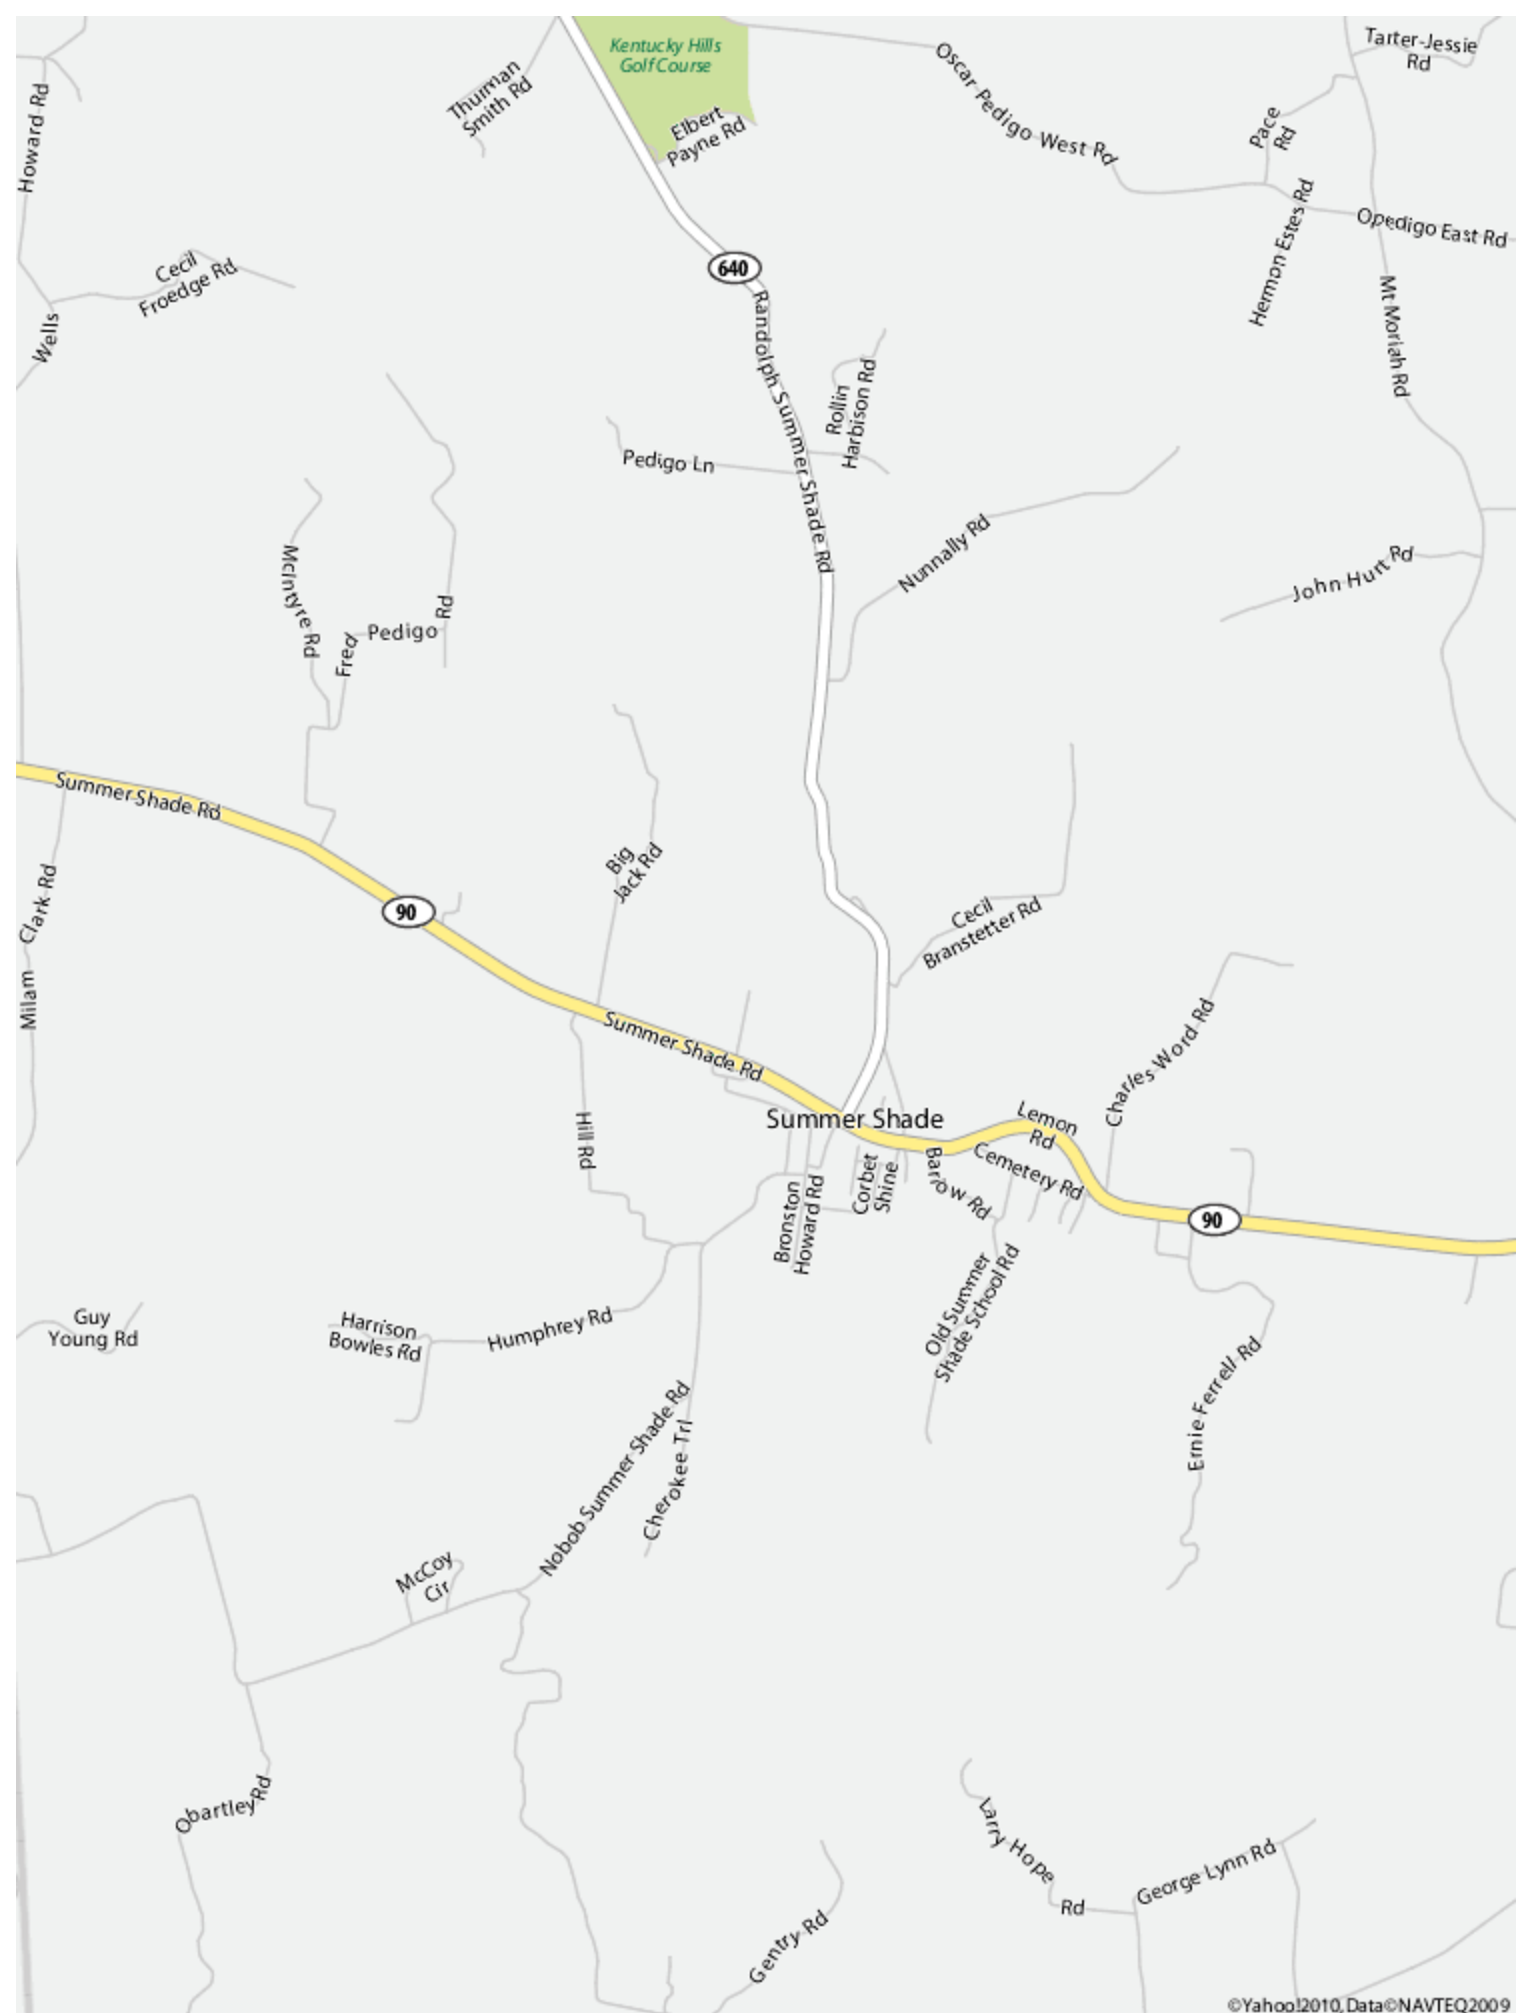 Kentucky Hills
Golf Course
Tarter-Jessie
Rd
Oscar Pedigo West Rd
Thurman
Smith Rd
Howard Rd
Elbert
Payne Rd
Pace
Rd
Hermon Estes Rd
Opedigo East Rd
Cecil
Froedge Rd
640
Wells
Mt Moriah Rd
Randolph Summer Shade Rd
Rollin
Harbison Rd
Pedigo Ln
Nunnally Rd
John Hurt Rd
McIntyre Rd
Fred Pedigo Rd
Summer Shade Rd
Big
Jack Rd
Milam Clark Rd
90
Cecil
Branstetter Rd
Summer Shade Rd
Charles Word Rd
Summer Shade
Lemon
Rd
Hill Rd
Cemetery Rd
Barrow Rd
Corbet
Shine
Bronston
Howard Rd
90
Old Summer
Shade School Rd
Guy
Young Rd
Harrison
Bowles Rd
Humphrey Rd
Ernie Ferrell Rd
Nobob Summer Shade Rd
Cherokee Trl
McCoy
Cir
Obartley Rd
Larry Hope Rd
George Lynn Rd
Gentry Rd
©Yahoo!2010, Data©NAVTEQ2009